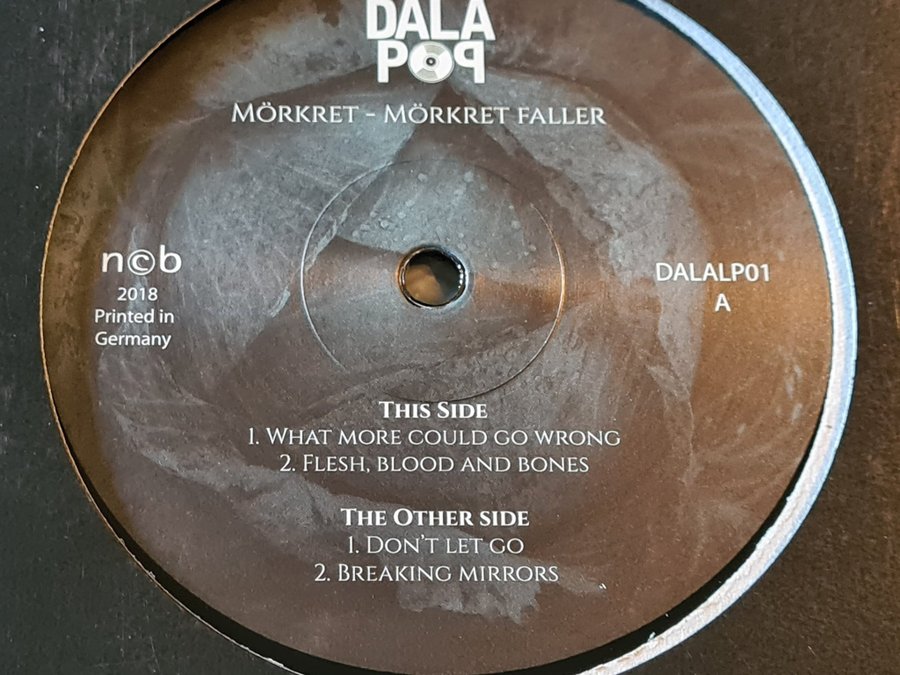 DALA
POP
MÖRKRET - MÖRKRET FALLER
n©b
2018
Printed in
Germany
DALALP01
A
THIS SIDE
1. WHAT MORE COULD GO WRONG
2. FLESH, BLOOD AND BONES
THE OTHER SIDE
1. DON'T LET GO
2. BREAKING MIRRORS